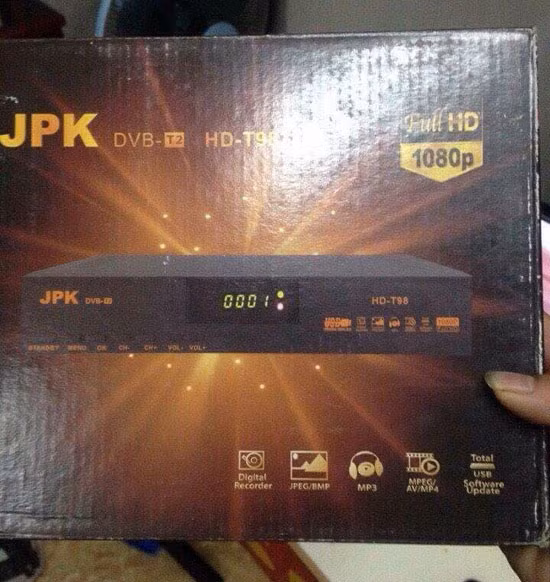 JPK DVB-T2 HD-T98
Full HD
1080p
JPK DVB-T2
0001
HD-T98
STANDBY MENU OK CH- CH+ VOL- VOL+
Digital
Recorder
JPEG/BMP
MP3
MPEG/
AV/MP4
Total
USB
Software
Update